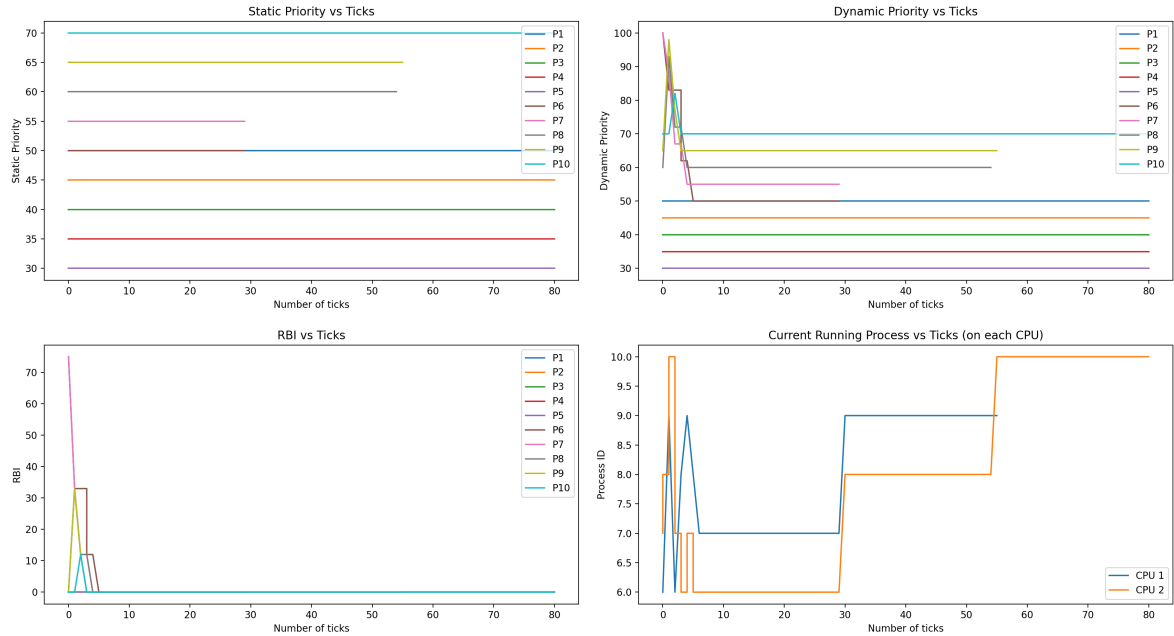 Static Priority vs Ticks
70
65
60
55
50
45
40
35
30
Static Priority
0 10 20 30 40 50 60 70 80
Number of ticks
P1
P2
P3
P4
P5
P6
P7
P8
P9
P10
Dynamic Priority vs Ticks
100
90
80
70
60
50
40
30
Dynamic Priority
0 10 20 30 40 50 60 70 80
Number of ticks
P1
P2
P3
P4
P5
P6
P7
P8
P9
P10
RBI vs Ticks
70
60
50
40
30
20
10
0
RBI
0 10 20 30 40 50 60 70 80
Number of ticks
P1
P2
P3
P4
P5
P6
P7
P8
P9
P10
Current Running Process vs Ticks (on each CPU)
10.0
9.5
9.0
8.5
8.0
7.5
7.0
6.5
6.0
Process ID
0 10 20 30 40 50 60 70 80
Number of ticks
CPU 1
CPU 2